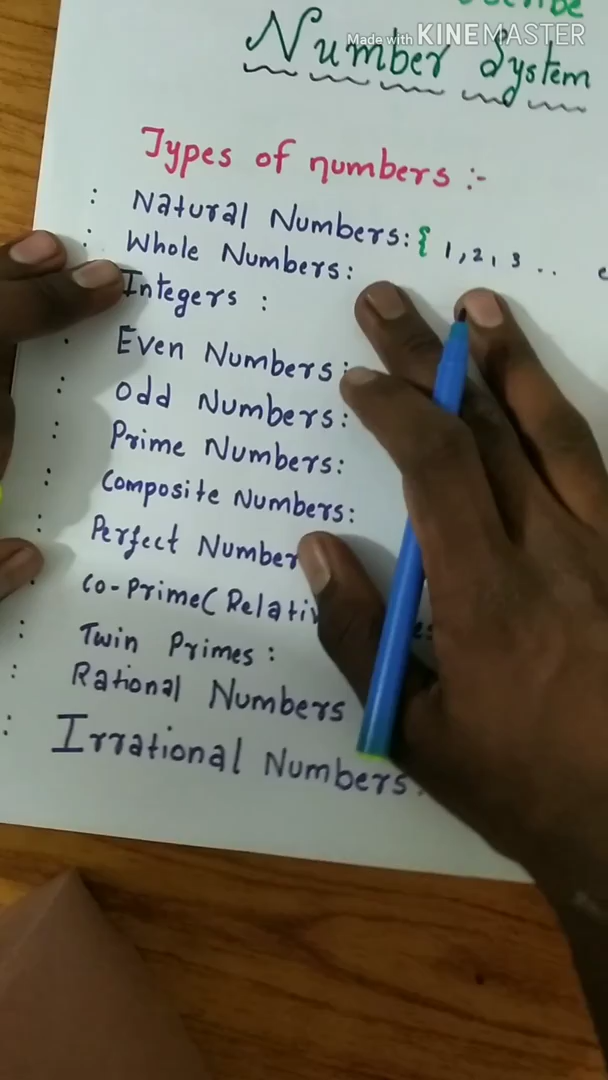 Made with KINEMASTER
Number System
Types of numbers :-
: Natural Numbers: { 1, 2, 3 ..
: Whole Numbers:
Integers :
: Even Numbers:
: Odd Numbers:
: Prime Numbers:
: Composite Numbers:
: Perfect Number
Co-Prime(
: Twin Primes :
: Rational Numbers
: Irrational Numbers: